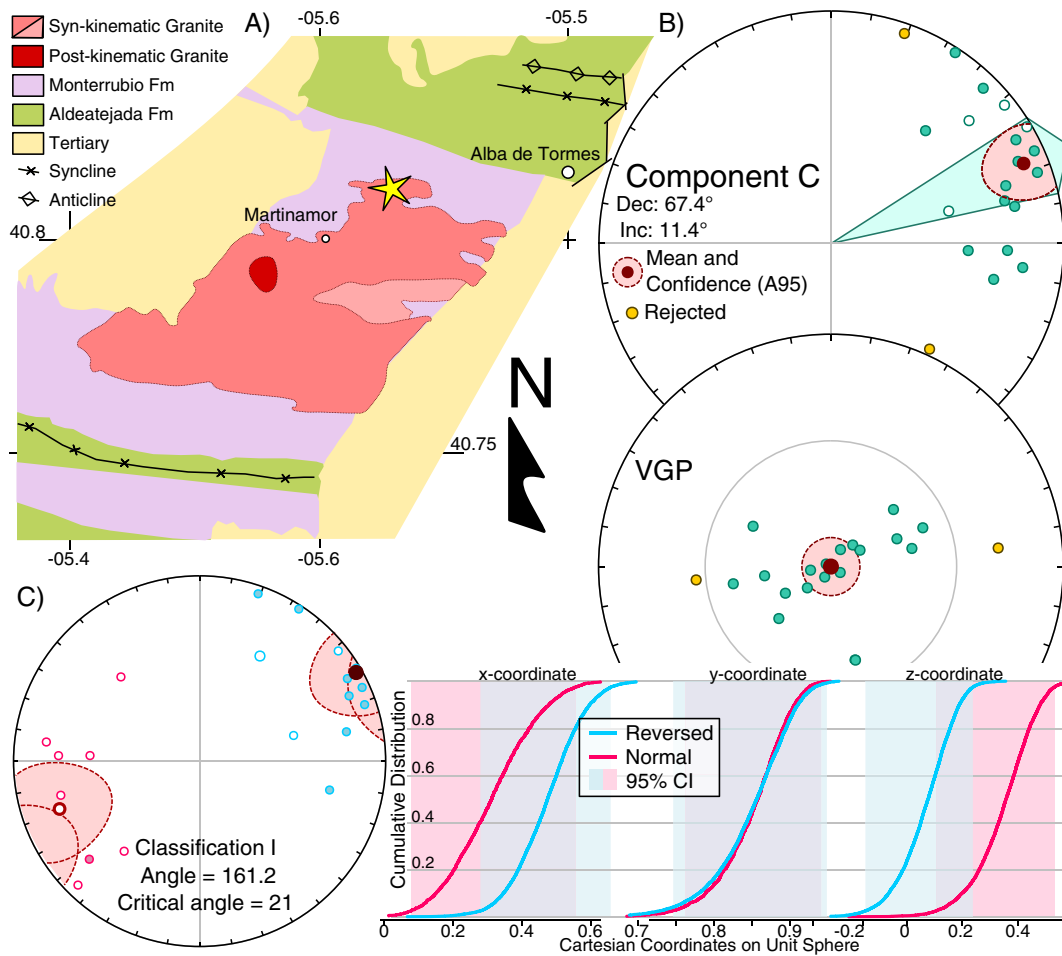 Syn-kinematic Granite
Post-kinematic Granite
Monterrubio Fm
Aldeatejada Fm
Tertiary
Syncline
Anticline
A)
-05.6
-05.5
Alba de Tormes
Martinamor
40.8
40.75
-05.4
-05.6
N
B)
Component C
Dec: 67.4°
Inc: 11.4°
Mean and
Confidence (A95)
Rejected
VGP
C)
Classification I
Angle = 161.2
Critical angle = 21
x-coordinate
y-coordinate
z-coordinate
Cumulative Distribution
0.8
0.6
0.4
0.2
Reversed
Normal
95% CI
0 0.2 0.4 0.6 0.7 0.8 0.9 -0.2 0 0.2 0.4
Cartesian Coordinates on Unit Sphere